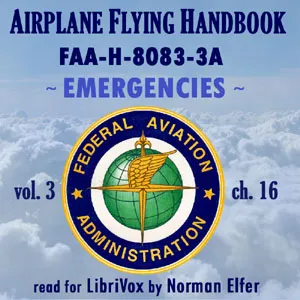 AIRPLANE FLYING HANDBOOK
FAA-H-8083-3A
~ EMERGENCIES ~
FEDERAL AVIATION
vol. 3
ch. 16
ADMINISTRATION
read for LibriVox by Norman Elfer